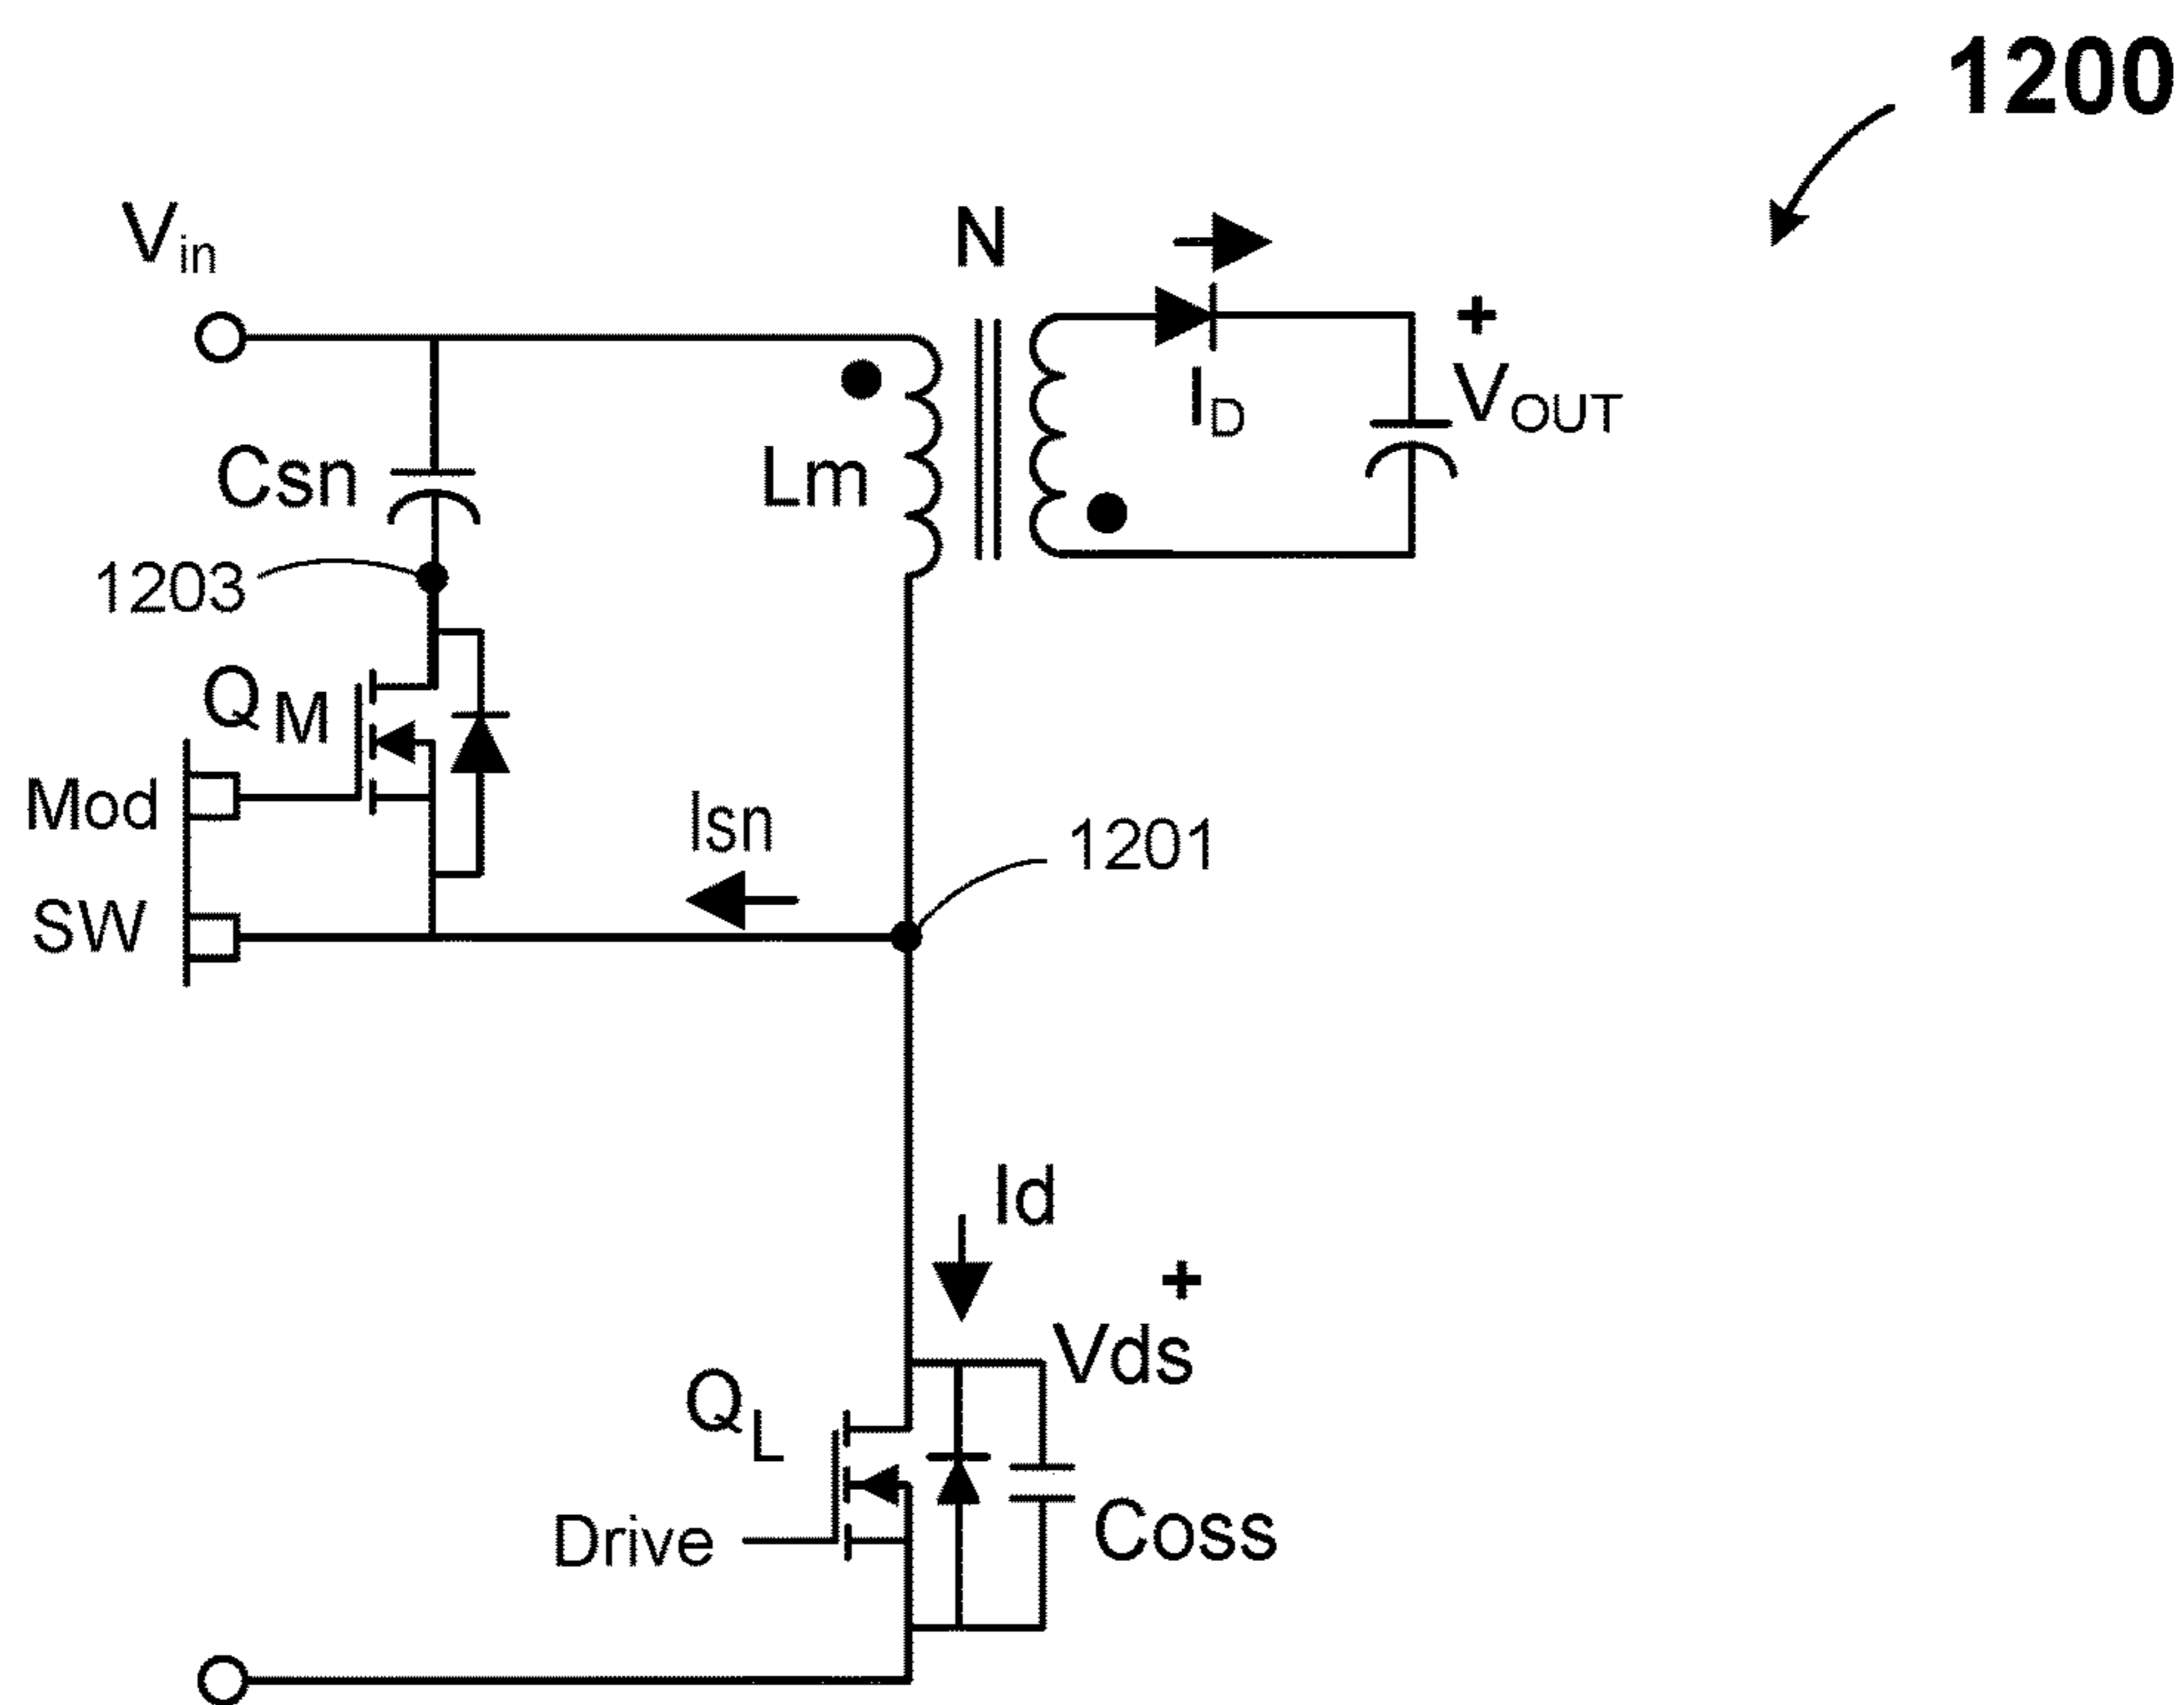 1200
Vin
N
+
ID
VOUT
Csn
Lm
1203
QM
Mod
Isn
1201
SW
Id
+
Vds
QL
Drive
Coss